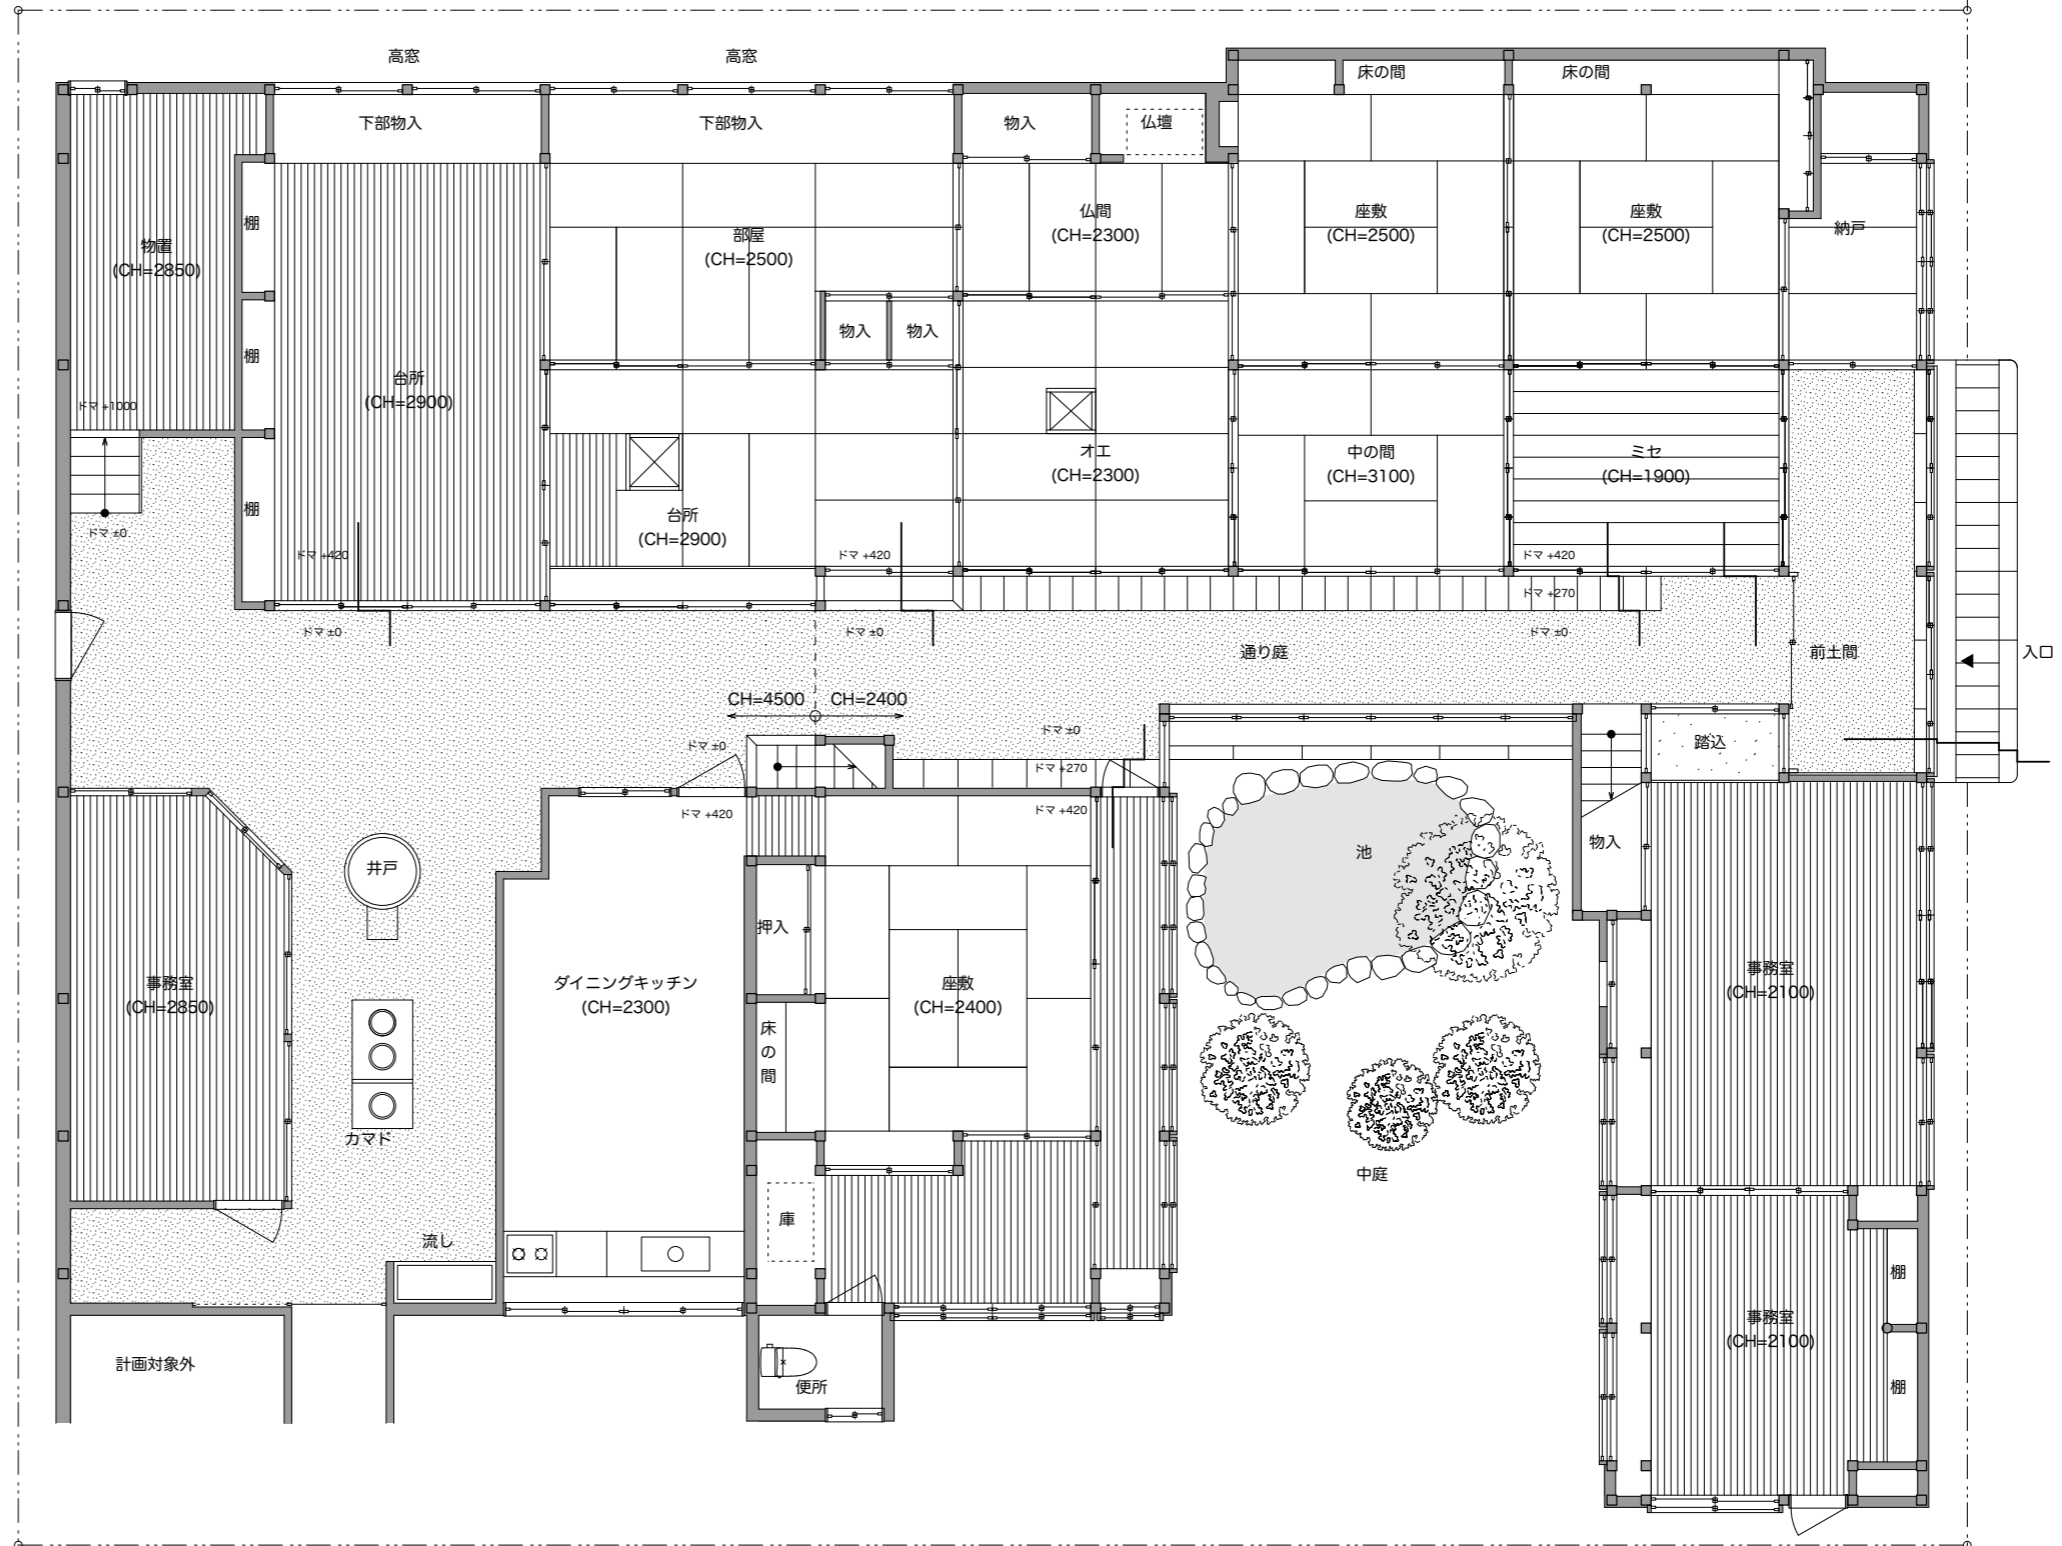 高窓
高窓
床の間
床の間
下部物入
下部物入
物入
仏壇
棚
物置
(CH=2850)
部屋
(CH=2500)
仏間
(CH=2300)
座敷
(CH=2500)
座敷
(CH=2500)
納戸
物入
物入
棚
台所
(CH=2900)
ドマ +1000
オエ
(CH=2300)
中の間
(CH=3100)
ミセ
(CH=1900)
棚
台所
(CH=2900)
ドマ ±0
ドマ +420
ドマ +420
ドマ +420
ドマ +270
ドマ ±0
ドマ ±0
ドマ ±0
通り庭
前土間
入口
CH=4500
CH=2400
ドマ ±0
ドマ ±0
踏込
ドマ +270
ドマ +420
ドマ +420
井戸
池
物入
押入
事務室
(CH=2850)
ダイニングキッチン
(CH=2300)
座敷
(CH=2400)
事務室
(CH=2100)
床の間
カマド
中庭
庫
流し
棚
事務室
(CH=2100)
計画対象外
便所
棚